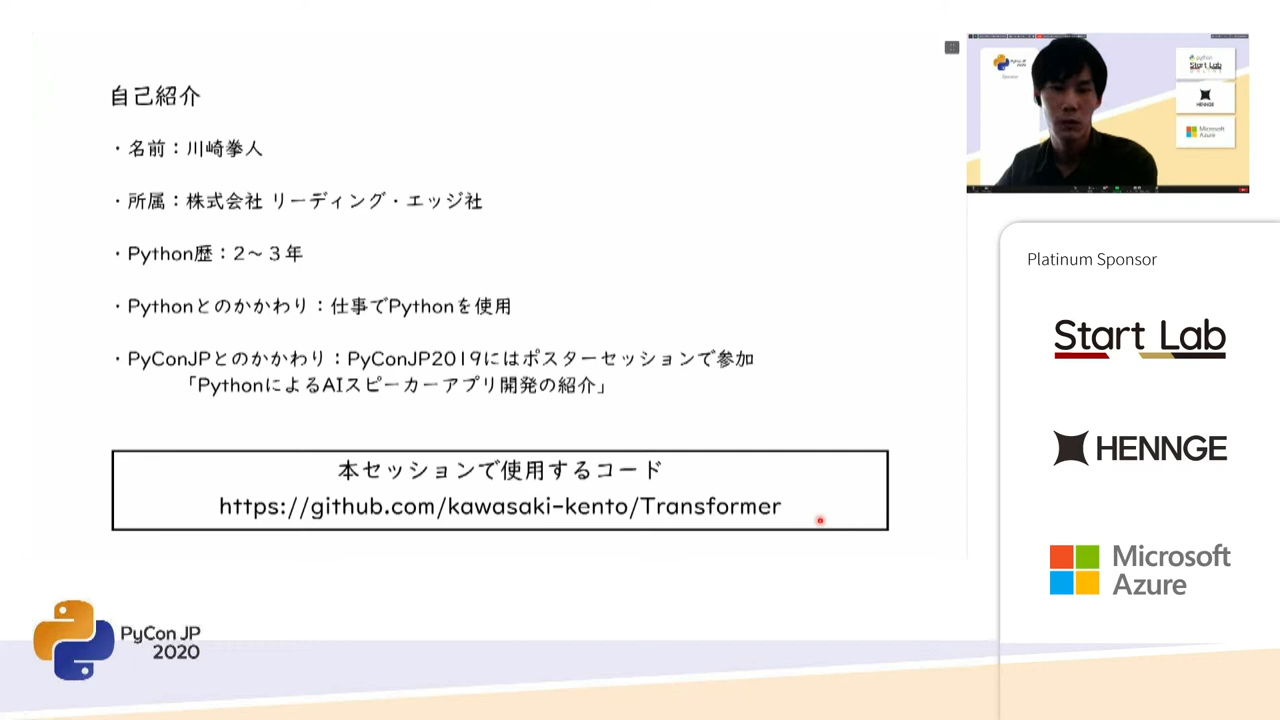 自己紹介
・名前：川崎拳人
・所属：株式会社 リーディング・エッジ社
・Python歴：2～3年
・Pythonとのかかわり：仕事でPythonを使用
・PyConJPとのかかわり：PyConJP2019にはポスターセッションで参加
「PythonによるAIスピーカーアプリ開発の紹介」
本セッションで使用するコード
https://github.com/kawasaki-kento/Transformer
PyCon JP
2020
Start Lab
HENNGE
Microsoft
Azure
Platinum Sponsor
Start Lab
HENNGE
Microsoft
Azure
PyCon JP
2020